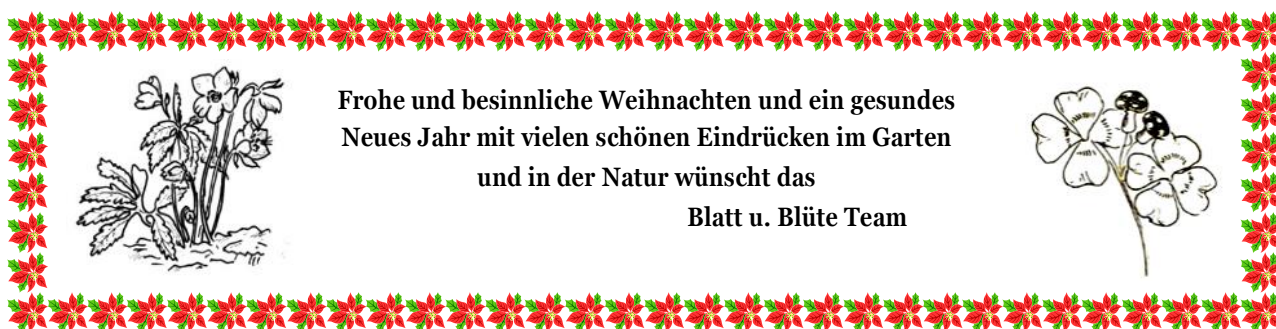 Frohe und besinnliche Weihnachten und ein gesundes
Neues Jahr mit vielen schönen Eindrücken im Garten
und in der Natur wünscht das
Blatt u. Blüte Team